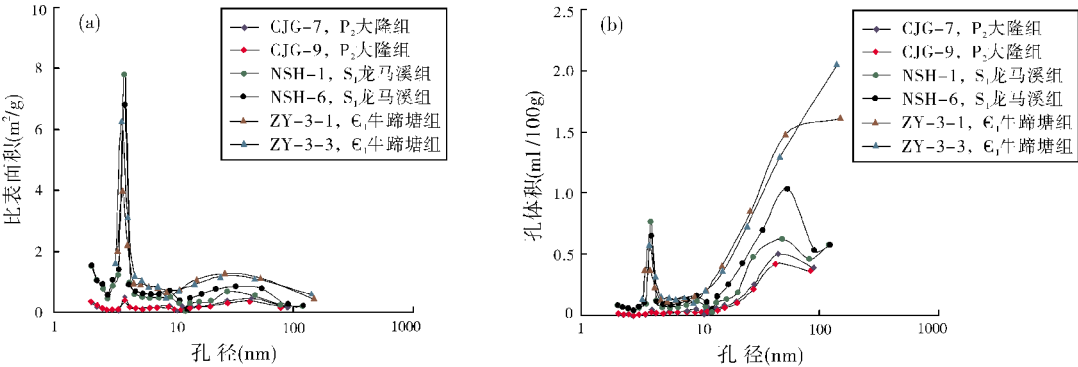 (a)
CJG-7, P₂大隆组
CJG-9, P₂大隆组
NSH-1, S₁龙马溪组
NSH-6, S₁龙马溪组
ZY-3-1, Є₁牛蹄塘组
ZY-3-3, Є₁牛蹄塘组
比表面积(m²/g)
10
8
6
4
2
0
1
10
100
1000
孔 径(nm)
(b)
CJG-7, P₂大隆组
CJG-9, P₂大隆组
NSH-1, S₁龙马溪组
NSH-6, S₁龙马溪组
ZY-3-1, Є₁牛蹄塘组
ZY-3-3, Є₁牛蹄塘组
孔体积(ml /100g)
2.5
2.0
1.5
1.0
0.5
0.0
1
10
100
1000
孔 径(nm)